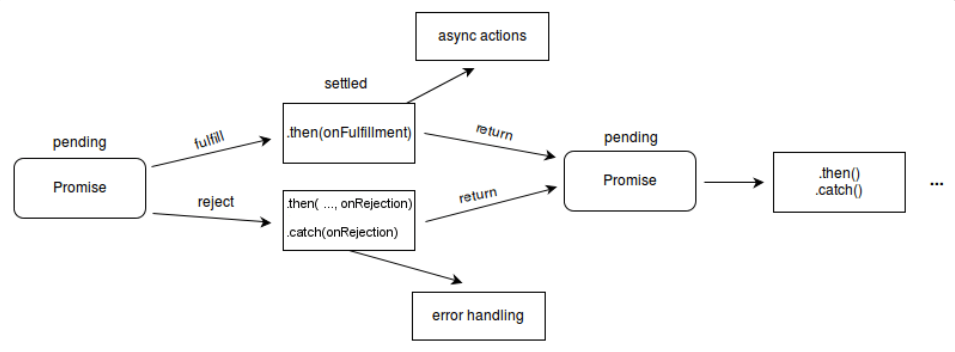 async actions
settled
pending
fulfill
.then(onFulfillment)
return
pending
Promise
reject
.then( ..., onRejection)
.catch(onRejection)
return
Promise
.then()
.catch()
...
error handling